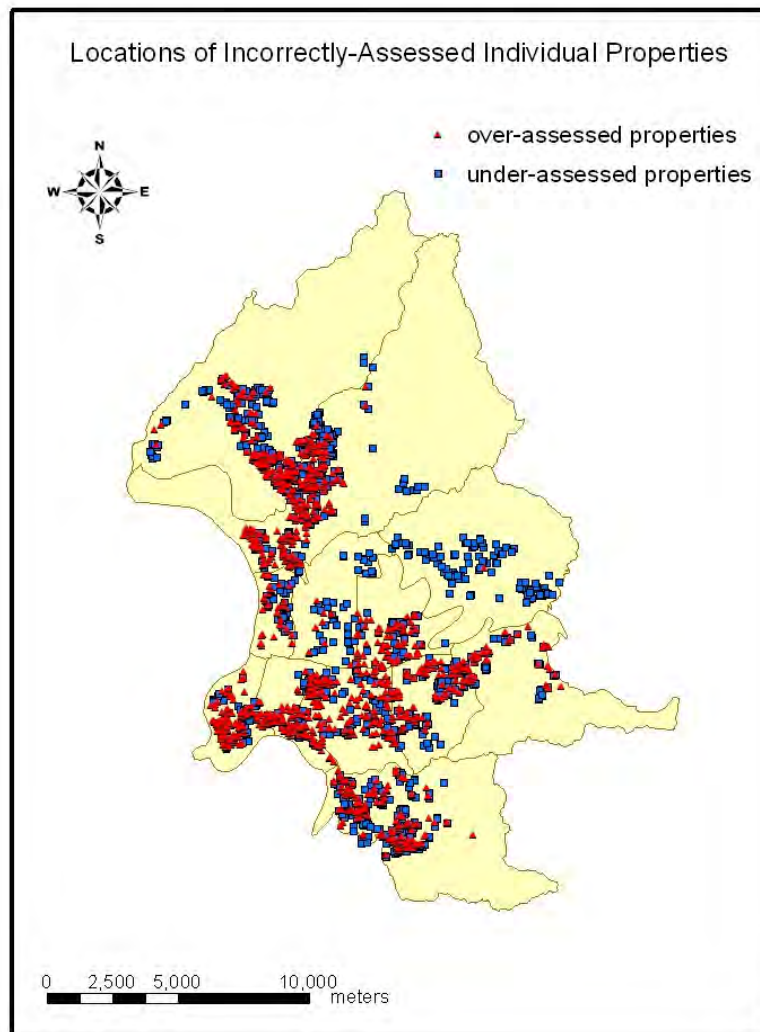 Locations of Incorrectly-Assessed Individual Properties
over-assessed properties
under-assessed properties
N
W E
S
0 2,500 5,000 10,000
meters